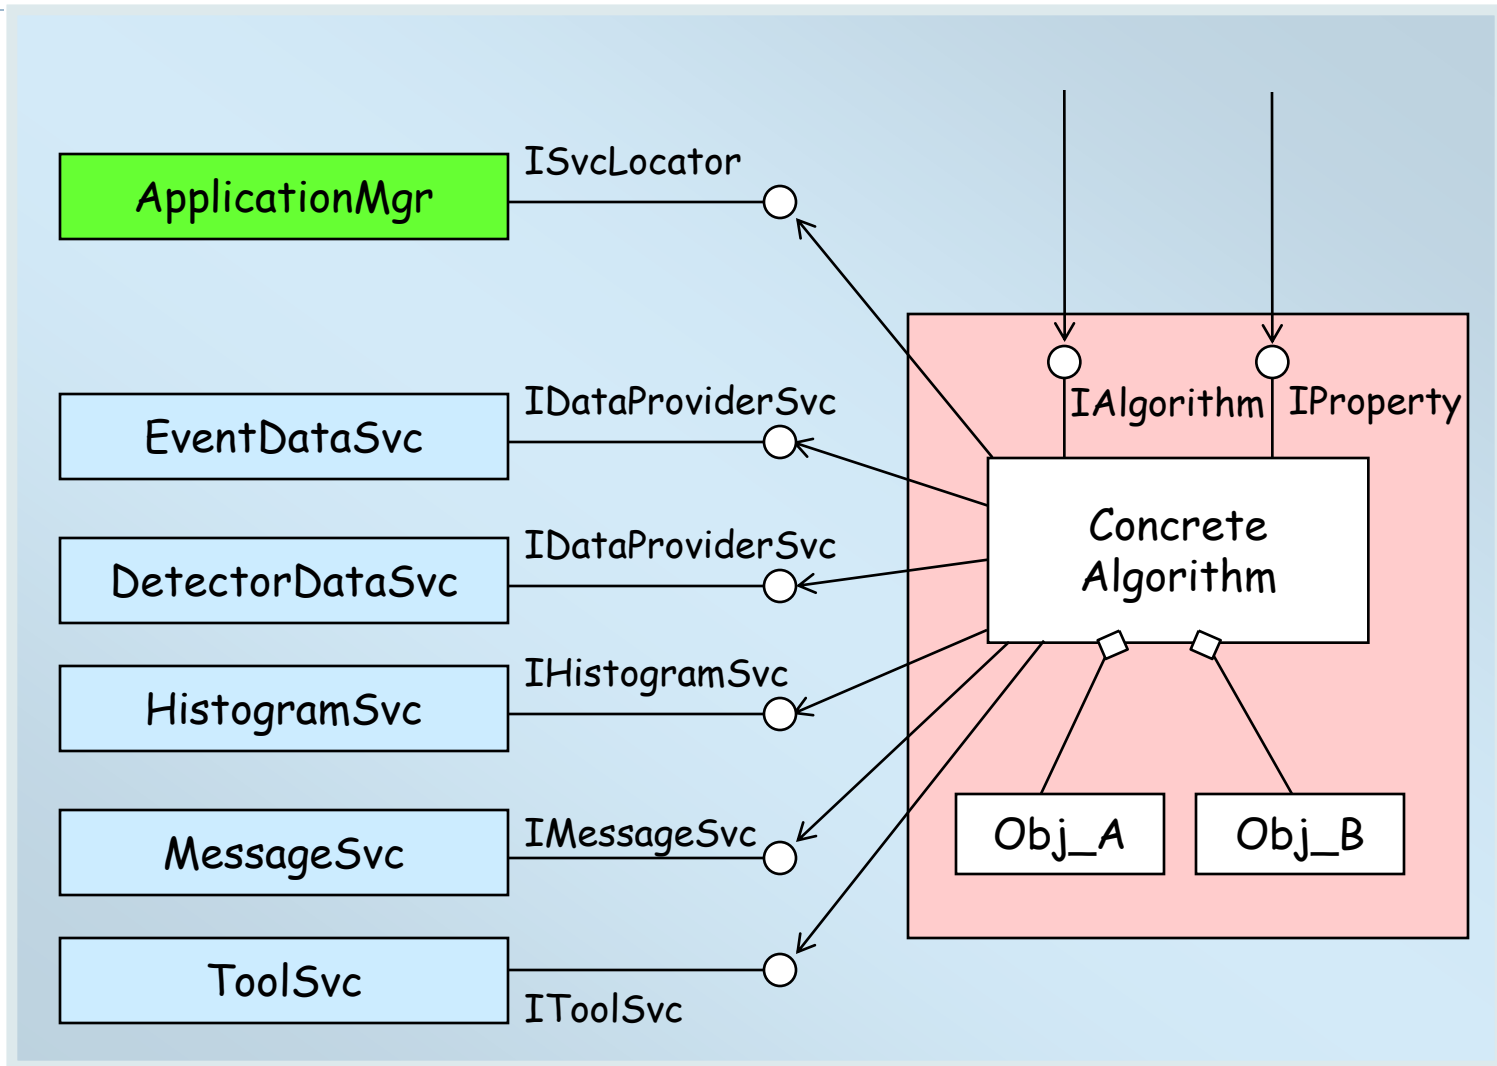 ISvcLocator
ApplicationMgr
IDataProviderSvc
EventDataSvc
IAlgorithm
IProperty
IDataProviderSvc
DetectorDataSvc
Concrete
Algorithm
IHistogramSvc
HistogramSvc
IMessageSvc
MessageSvc
Obj_A
Obj_B
ToolSvc
IToolSvc